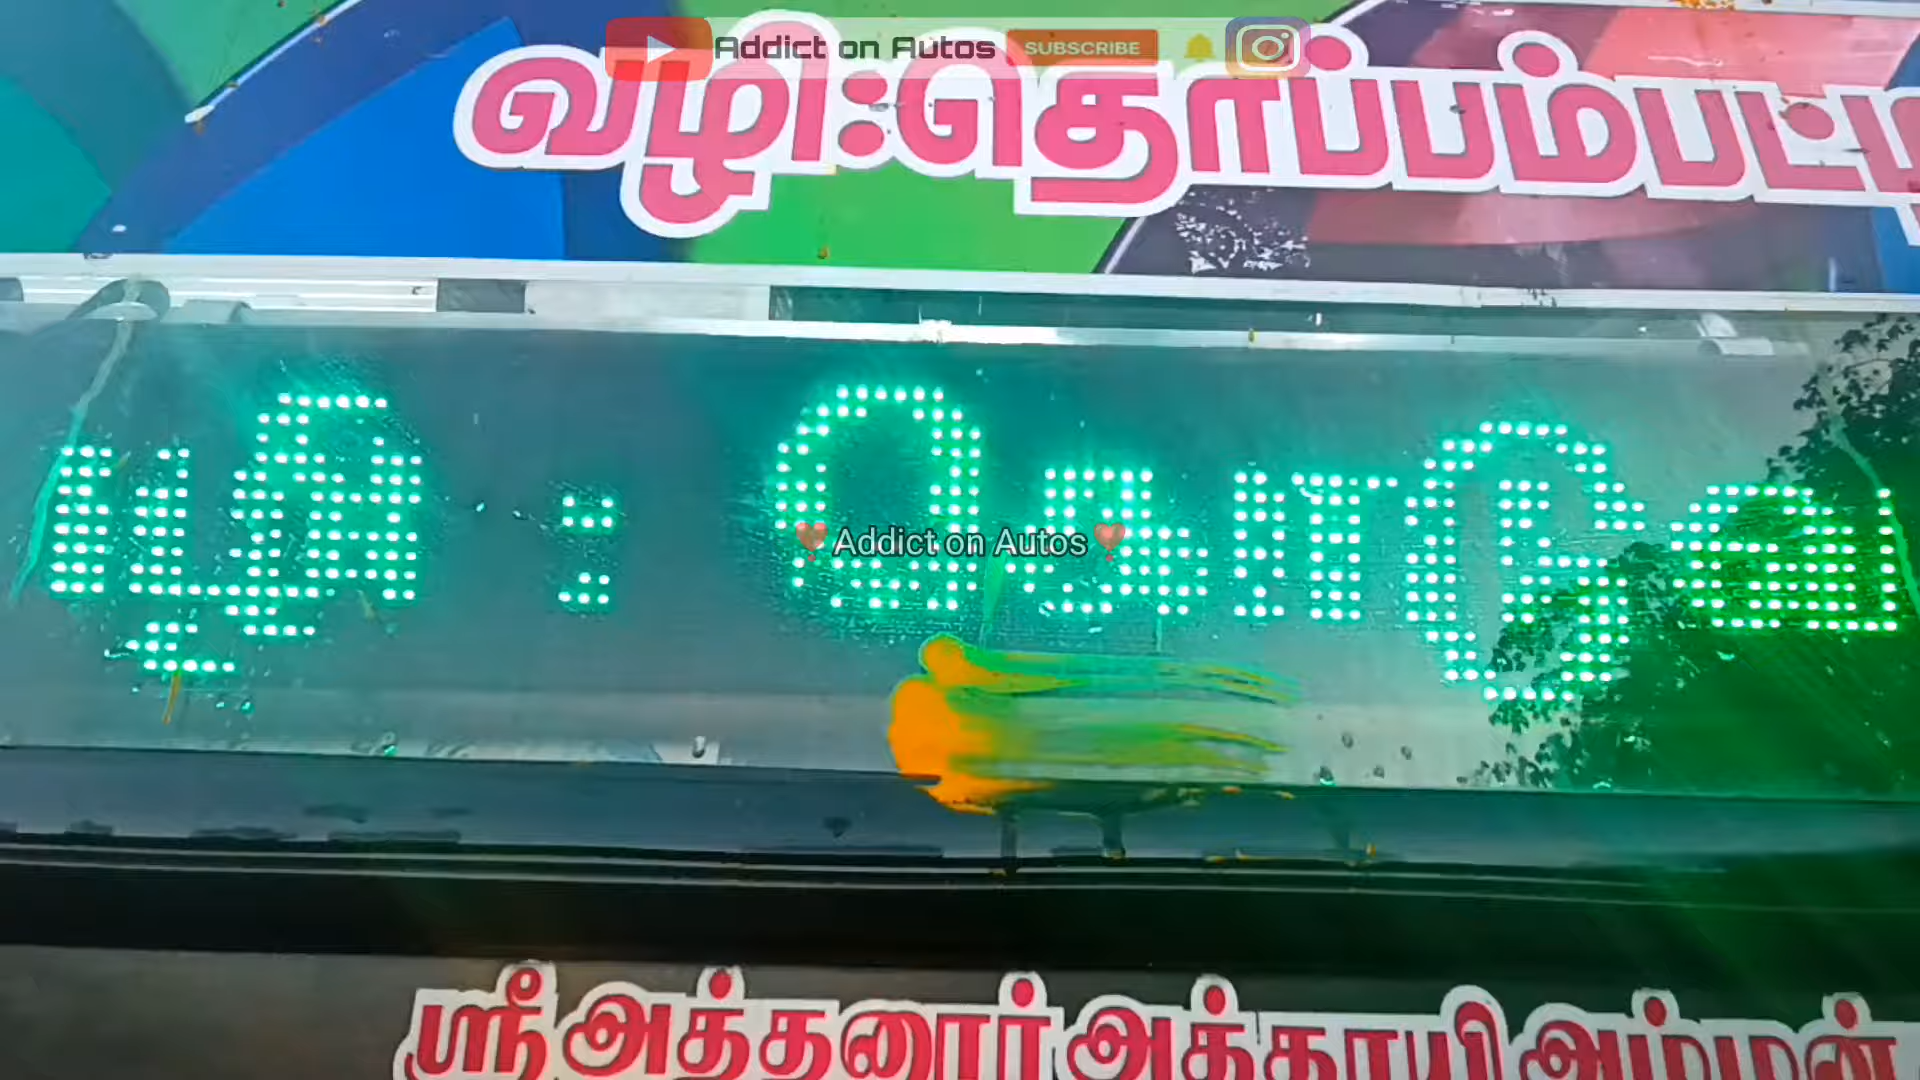 Addict on Autos SUBSCRIBE
வழி:தொப்பம்பட்டி
ழி :
Addict on Autos
ஸ்ரீ அத்தனூர் அக்காயி அம்மன்